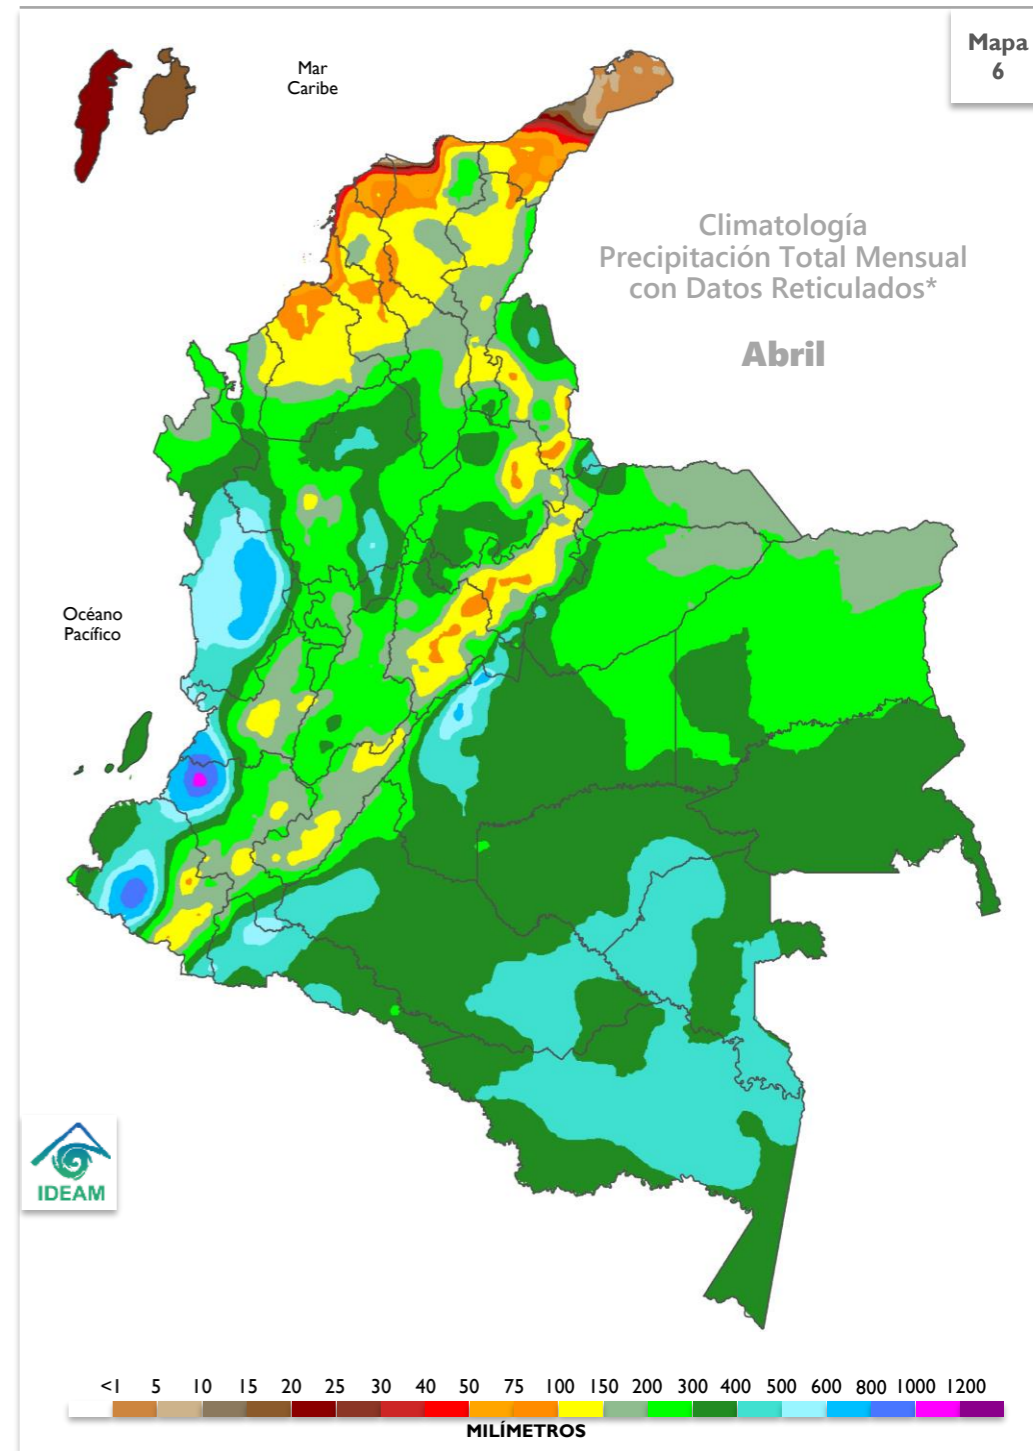 Mapa
6
Mar
Caribe
Climatología
Precipitación Total Mensual
con Datos Reticulados*
Abril
Océano
Pacífico
IDEAM
<1 5 10 15 20 25 30 40 50 75 100 150 200 300 400 500 600 800 1000 1200
MILÍMETROS